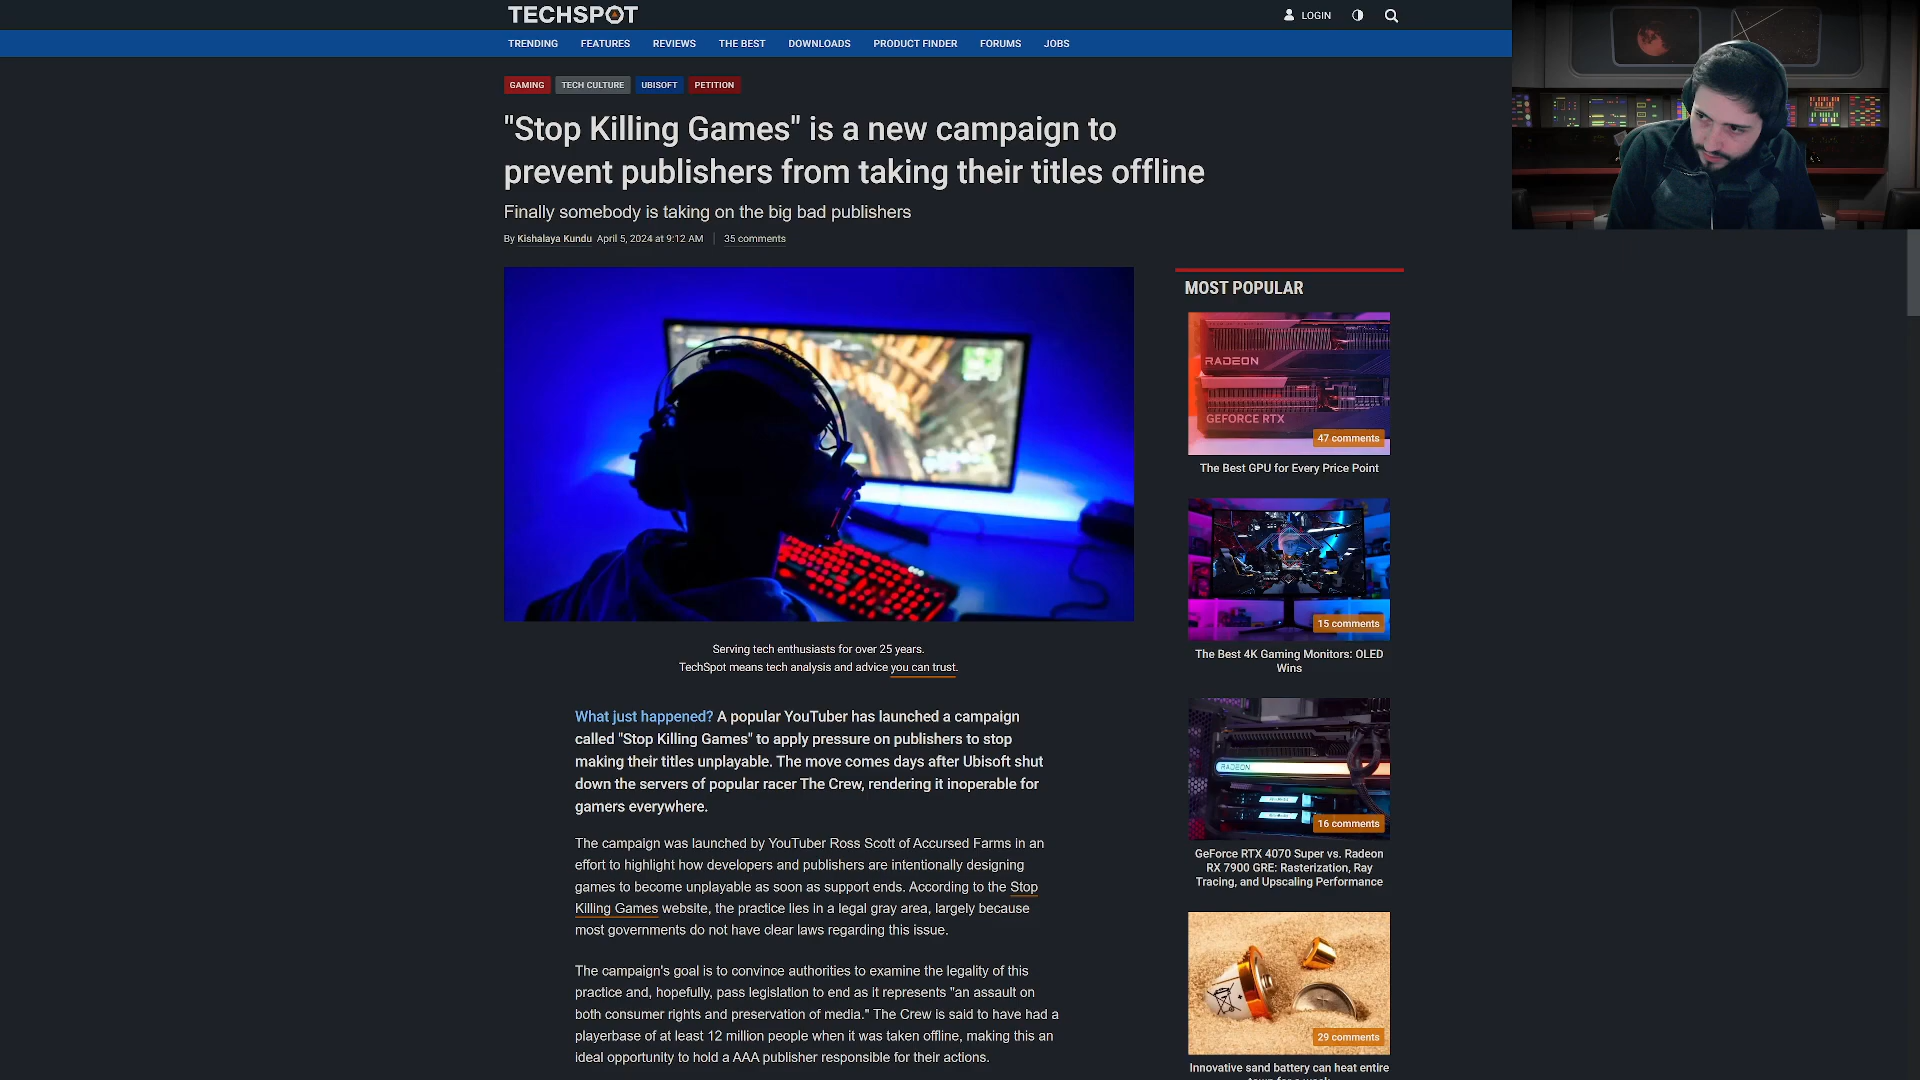 TECHSPOT
LOGIN
TRENDING FEATURES REVIEWS THE BEST DOWNLOADS PRODUCT FINDER FORUMS JOBS
GAMING TECH CULTURE UBISOFT PETITION
"Stop Killing Games" is a new campaign to
prevent publishers from taking their titles offline
Finally somebody is taking on the big bad publishers
By Kishalaya Kundu April 5, 2024 at 9:12 AM 35 comments
Serving tech enthusiasts for over 25 years.
TechSpot means tech analysis and advice you can trust.
What just happened? A popular YouTuber has launched a campaign
called "Stop Killing Games" to apply pressure on publishers to stop
making their titles unplayable. The move comes days after Ubisoft shut
down the servers of popular racer The Crew, rendering it inoperable for
gamers everywhere.
The campaign was launched by YouTuber Ross Scott of Accursed Farms in an
effort to highlight how developers and publishers are intentionally designing
games to become unplayable as soon as support ends. According to the Stop
Killing Games website, the practice lies in a legal gray area, largely because
most governments do not have clear laws regarding this issue.
The campaign's goal is to convince authorities to examine the legality of this
practice and, hopefully, pass legislation to end as it represents "an assault on
both consumer rights and preservation of media." The Crew is said to have had a
playerbase of at least 12 million people when it was taken offline, making this an
ideal opportunity to hold a AAA publisher responsible for their actions.
MOST POPULAR
RADEON
GEFORCE RTX
47 comments
The Best GPU for Every Price Point
15 comments
The Best 4K Gaming Monitors: OLED
Wins
RADEON
16 comments
GeForce RTX 4070 Super vs. Radeon
RX 7900 GRE: Rasterization, Ray
Tracing, and Upscaling Performance
29 comments
Innovative sand battery can heat entire